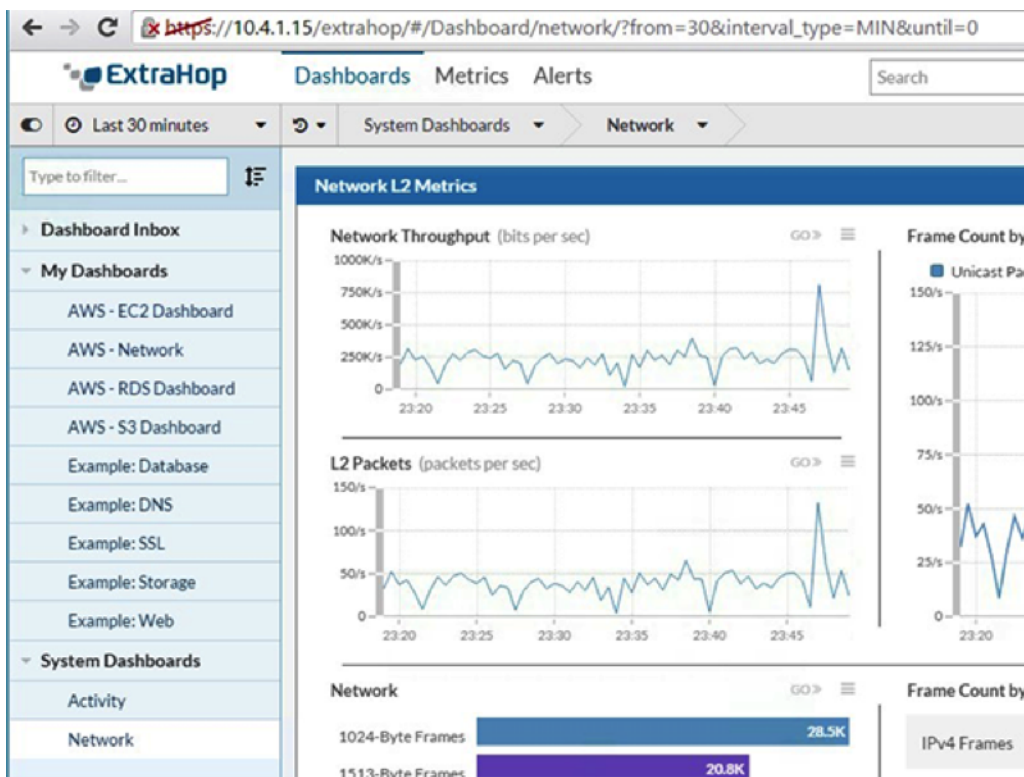 https://10.4.1.15/extrahop/#/Dashboard/network/?from=30&interval_type=MIN&until=0
ExtraHop
Dashboards Metrics Alerts
Search
Last 30 minutes
System Dashboards
Network
Type to filter...
Dashboard Inbox
My Dashboards
AWS - EC2 Dashboard
AWS - Network
AWS - RDS Dashboard
AWS - S3 Dashboard
Example: Database
Example: DNS
Example: SSL
Example: Storage
Example: Web
System Dashboards
Activity
Network
Network L2 Metrics
Network Throughput (bits per sec)
GO»
1000K/s
750K/s
500K/s
250K/s
0
23:20 23:25 23:30 23:35 23:40 23:45
L2 Packets (packets per sec)
GO»
150/s
100/s
50/s
0
23:20 23:25 23:30 23:35 23:40 23:45
Network
GO»
1024-Byte Frames 28.5K
1513-Byte Frames 20.8K
Frame Count by
Unicast Pa
150/s
125/s
100/s
75/s
50/s
25/s
0
23:20
Frame Count by
IPv4 Frames